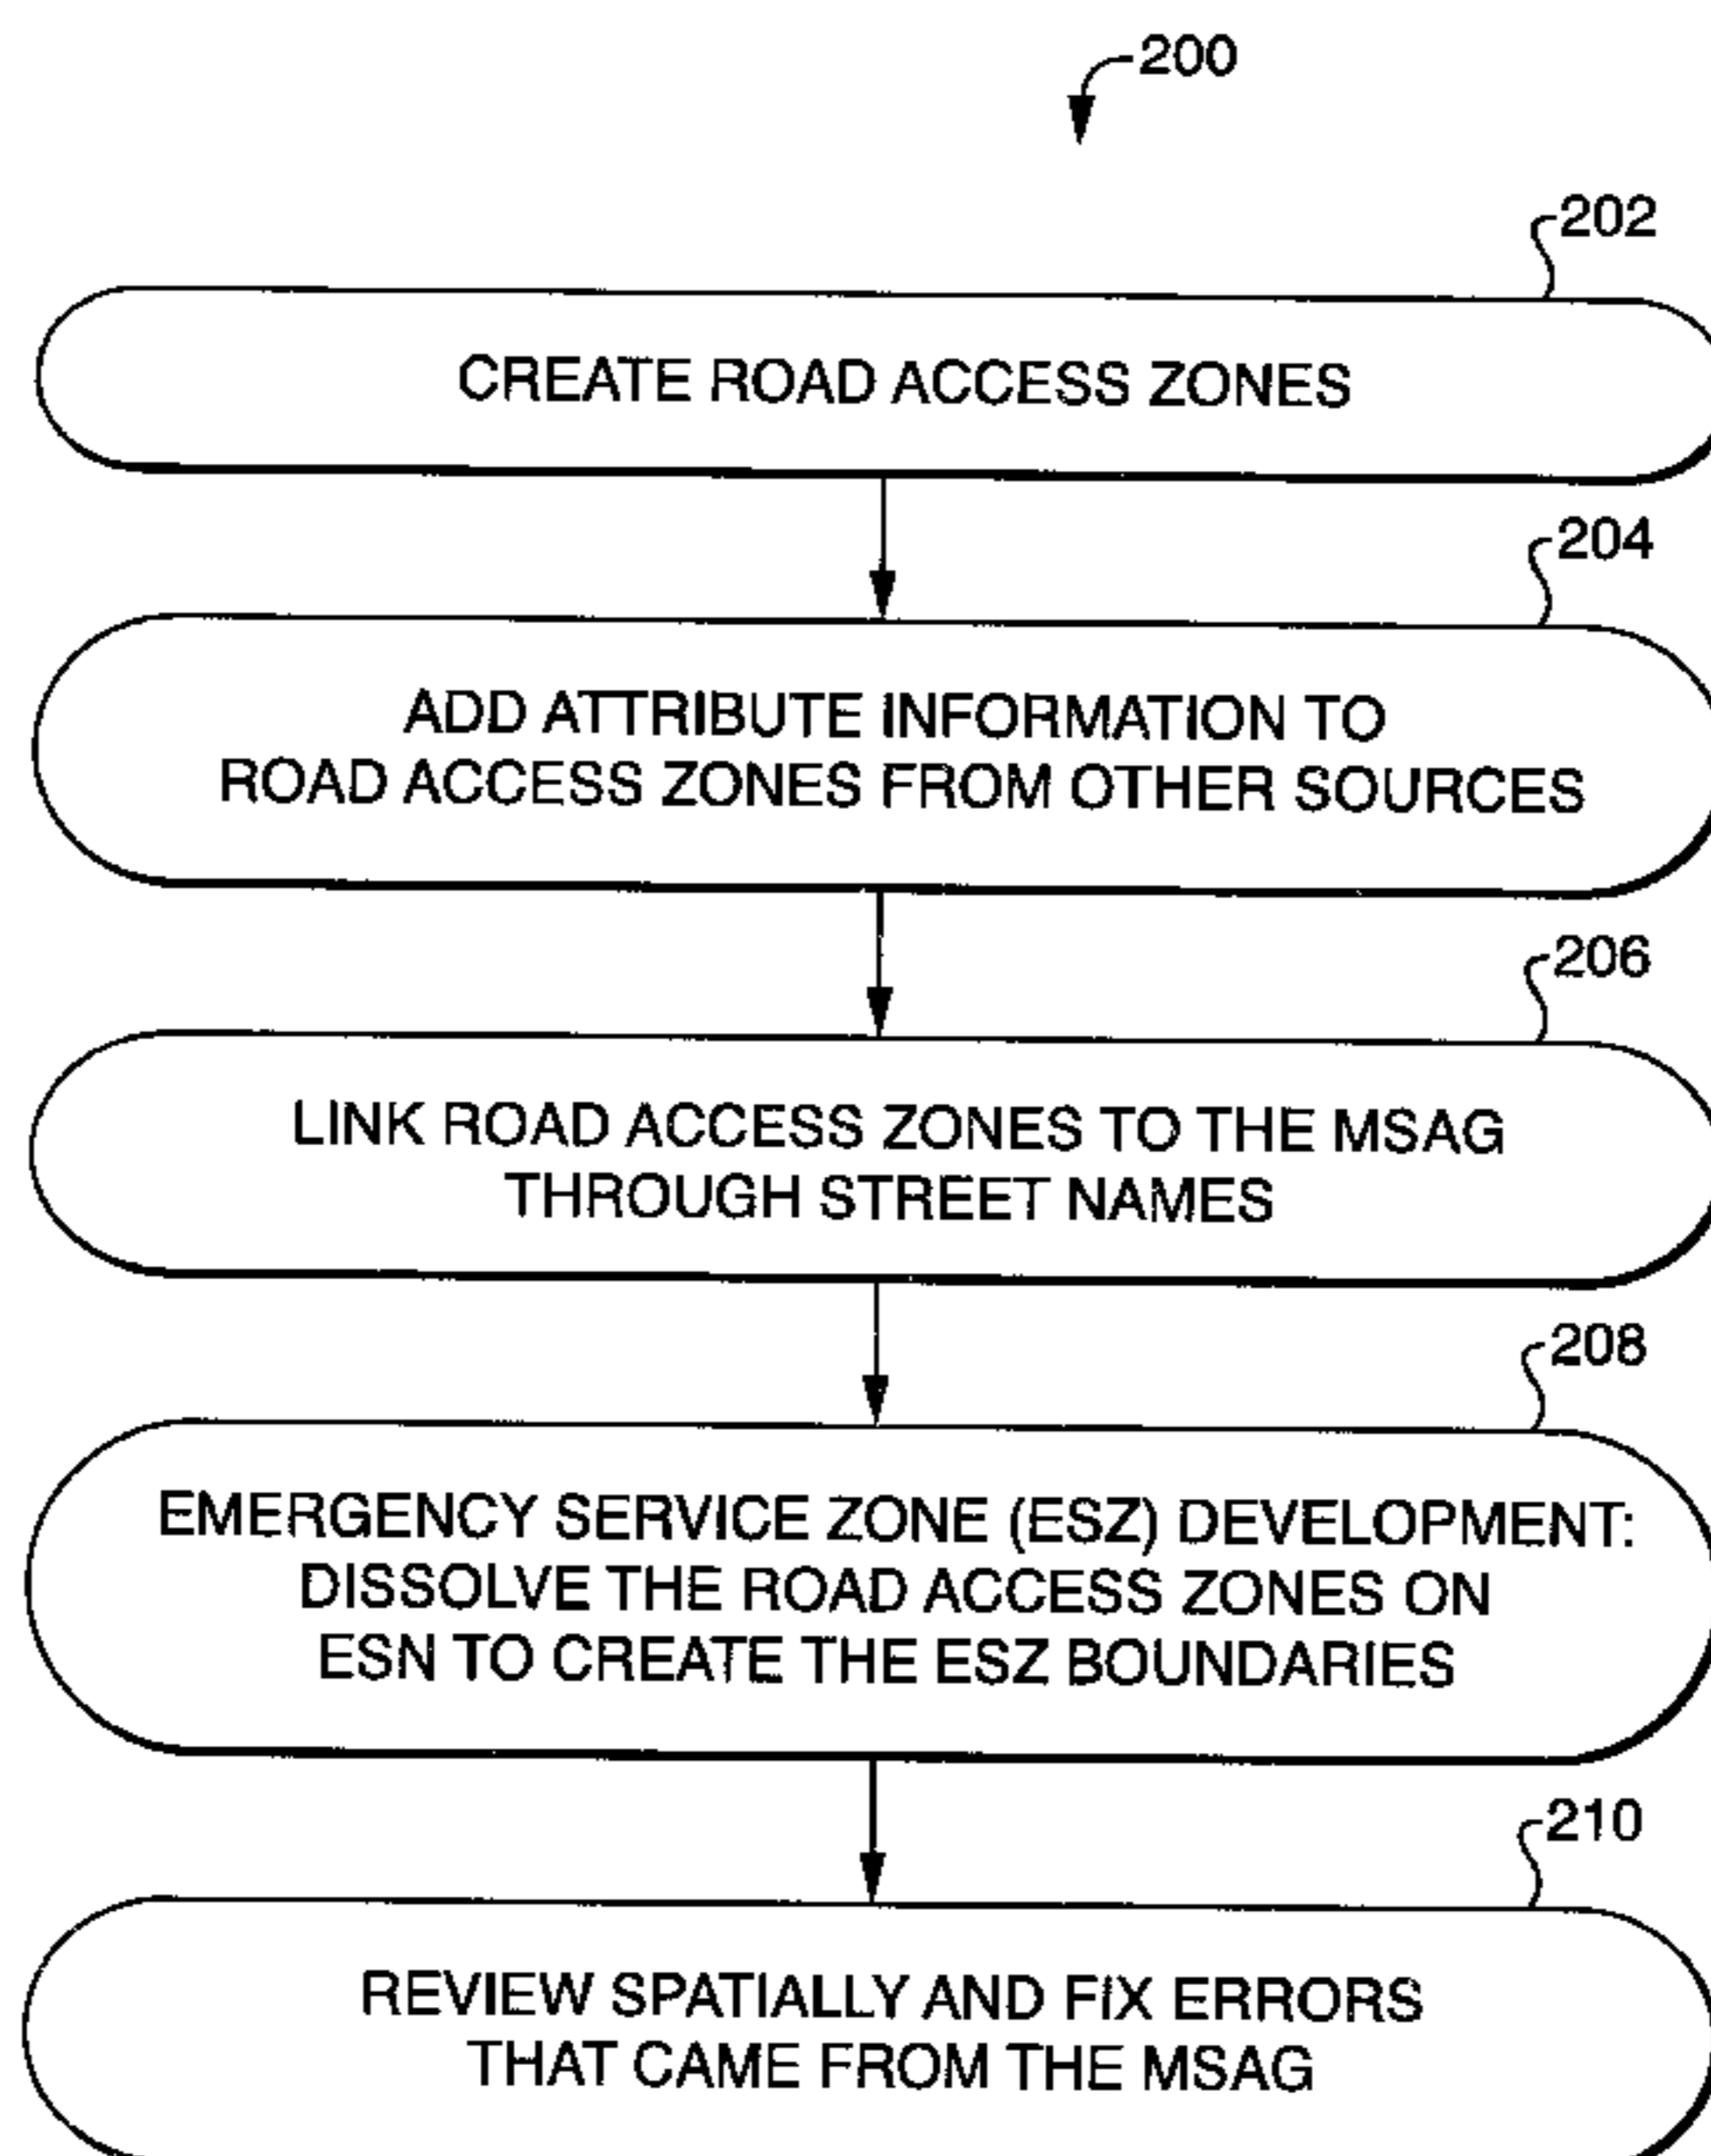 200
202
CREATE ROAD ACCESS ZONES
204
ADD ATTRIBUTE INFORMATION TO
ROAD ACCESS ZONES FROM OTHER SOURCES
206
LINK ROAD ACCESS ZONES TO THE MSAG
THROUGH STREET NAMES
208
EMERGENCY SERVICE ZONE (ESZ) DEVELOPMENT:
DISSOLVE THE ROAD ACCESS ZONES ON
ESN TO CREATE THE ESZ BOUNDARIES
210
REVIEW SPATIALLY AND FIX ERRORS
THAT CAME FROM THE MSAG